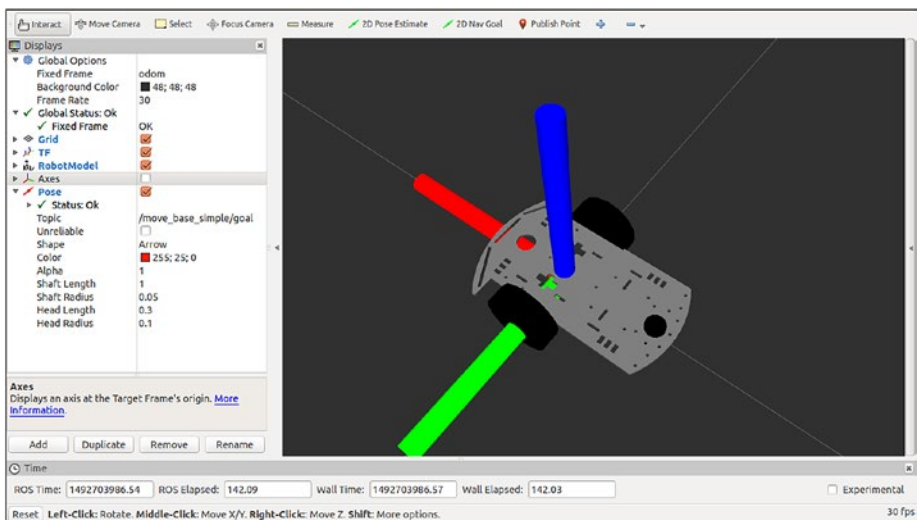 Interact Move Camera Select Focus Camera Measure 2D Pose Estimate 2D Nav Goal Publish Point
Displays
Global Options
Fixed Frame odom
Background Color 48; 48; 48
Frame Rate 30
Global Status: Ok
Fixed Frame OK
Grid
TF
RobotModel
Axes
Pose
Status: Ok
Topic /move_base_simple/goal
Unreliable
Shape Arrow
Color 255; 25; 0
Alpha 1
Shaft Length 1
Shaft Radius 0.05
Head Length 0.3
Head Radius 0.1
Axes
Displays an axis at the Target Frame's origin. More
Information.
Add Duplicate Remove Rename
Time
ROS Time: 1492703986.54 ROS Elapsed: 142.09 Wall Time: 1492703986.57 Wall Elapsed: 142.03 Experimental
Reset Left-Click: Rotate. Middle-Click: Move X/Y. Right-Click: Move Z. Shift: More options. 30 fps